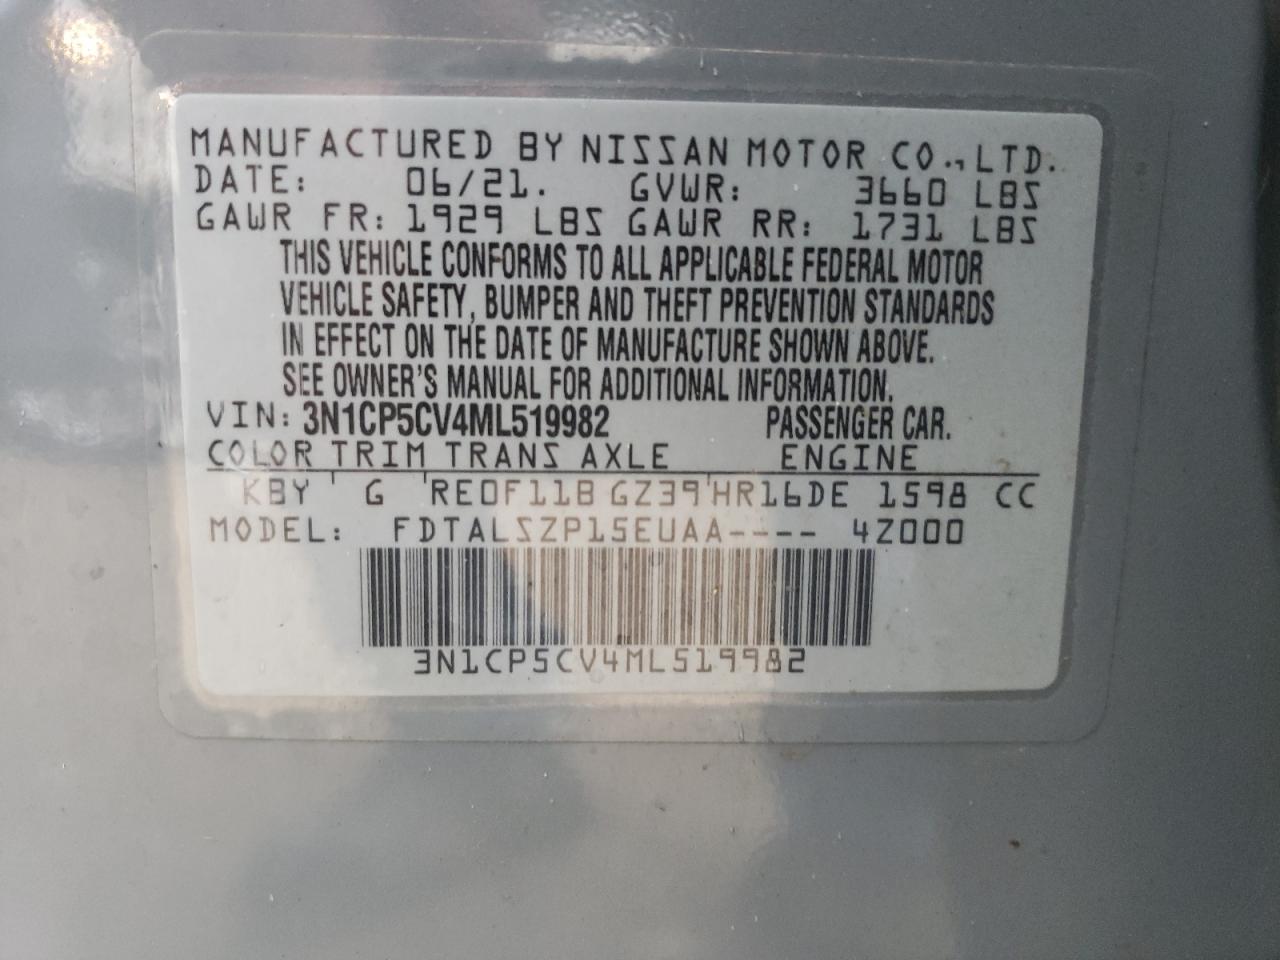 MANUFACTURED BY NISSAN MOTOR CO., LTD.
DATE: 06/21. GVWR: 3660 LBS
GAWR FR: 1929 LBS GAWR RR: 1731 LBS
THIS VEHICLE CONFORMS TO ALL APPLICABLE FEDERAL MOTOR
VEHICLE SAFETY, BUMPER AND THEFT PREVENTION STANDARDS
IN EFFECT ON THE DATE OF MANUFACTURE SHOWN ABOVE.
SEE OWNER'S MANUAL FOR ADDITIONAL INFORMATION.
VIN: 3N1CP5CV4ML519982 PASSENGER CAR.
COLOR TRIM TRANS AXLE ENGINE
KBY G RE0F11B GZ39 HR16DE 1598 CC
MODEL: FDTALSZP15EUAA---- 4Z000
3N1CP5CV4ML519982